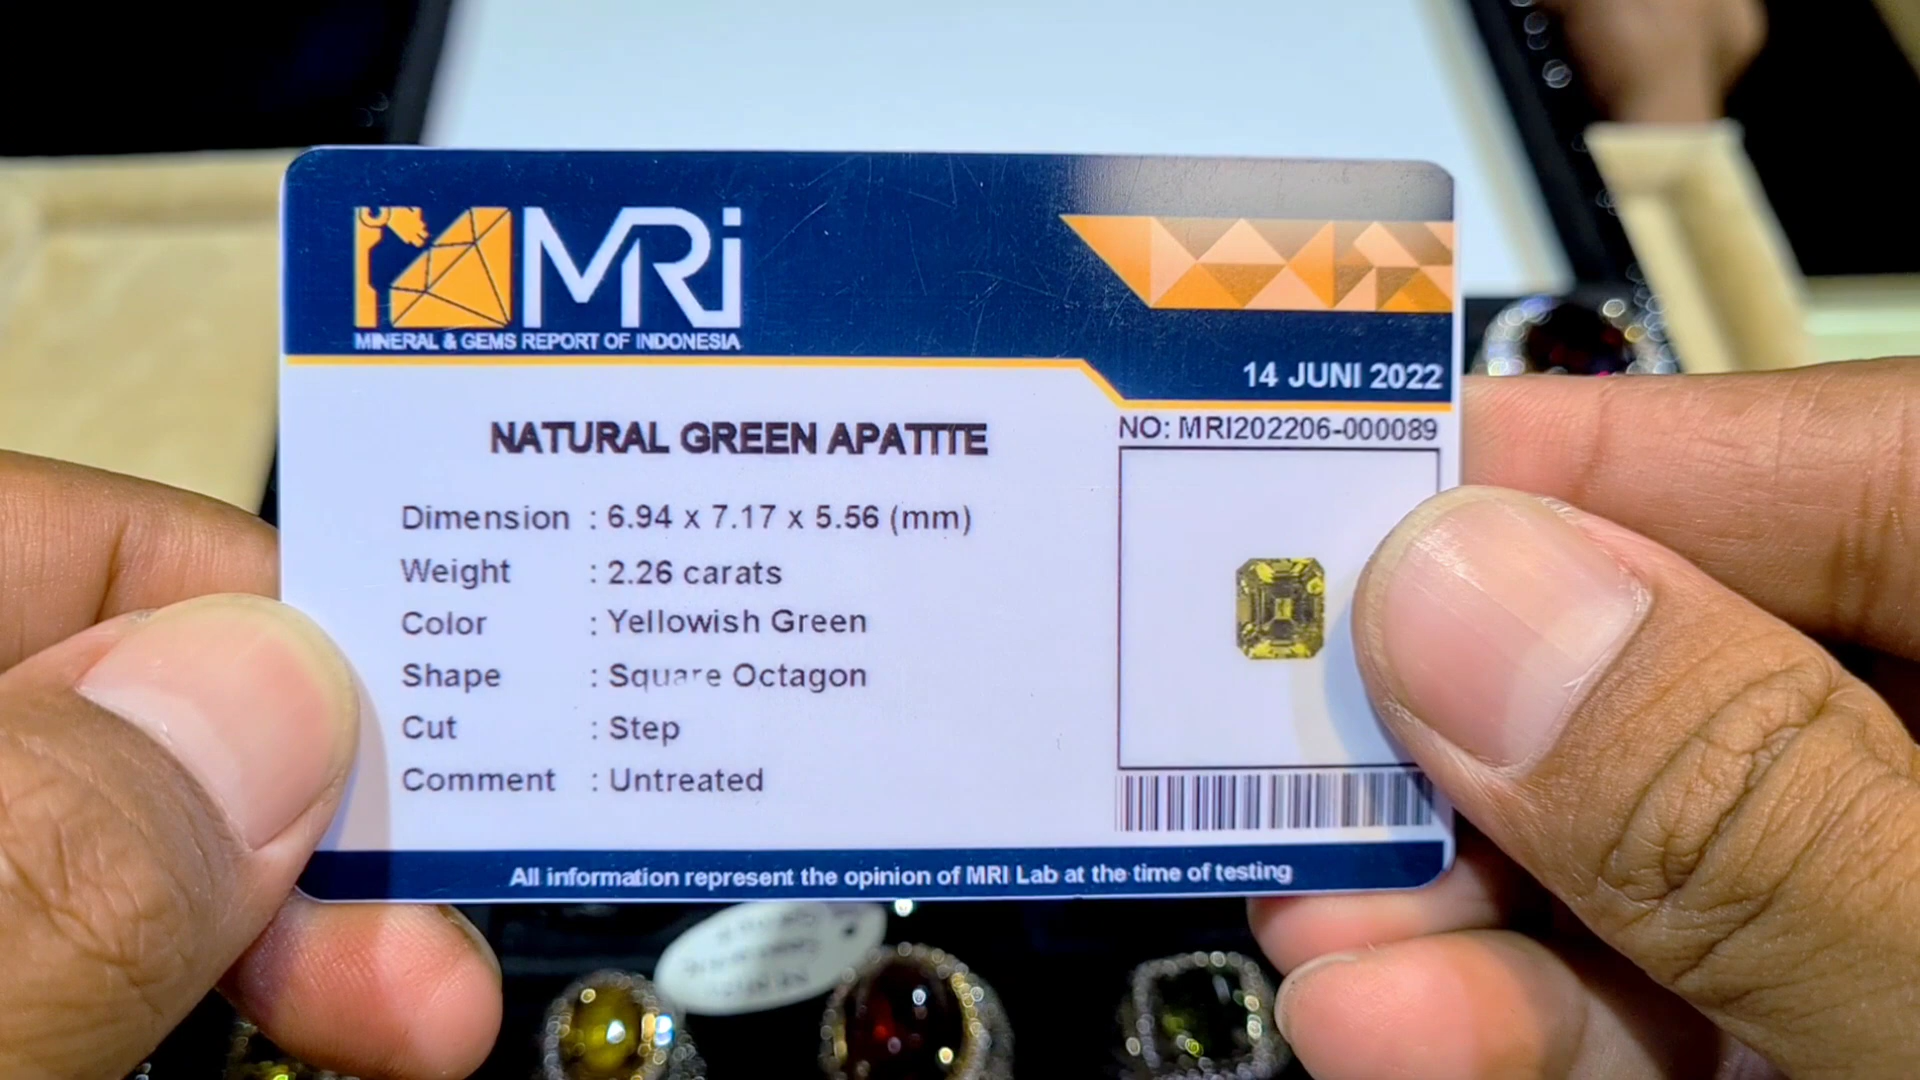 MRi
MINERAL & GEMS REPORT OF INDONESIA
14 JUNI 2022
NO: MRI202206-000089
NATURAL GREEN APATITE
Dimension : 6.94 x 7.17 x 5.56 (mm)
Weight : 2.26 carats
Color : Yellowish Green
Shape : Square Octagon
Cut : Step
Comment : Untreated
All information represent the opinion of MRI Lab at the time of testing